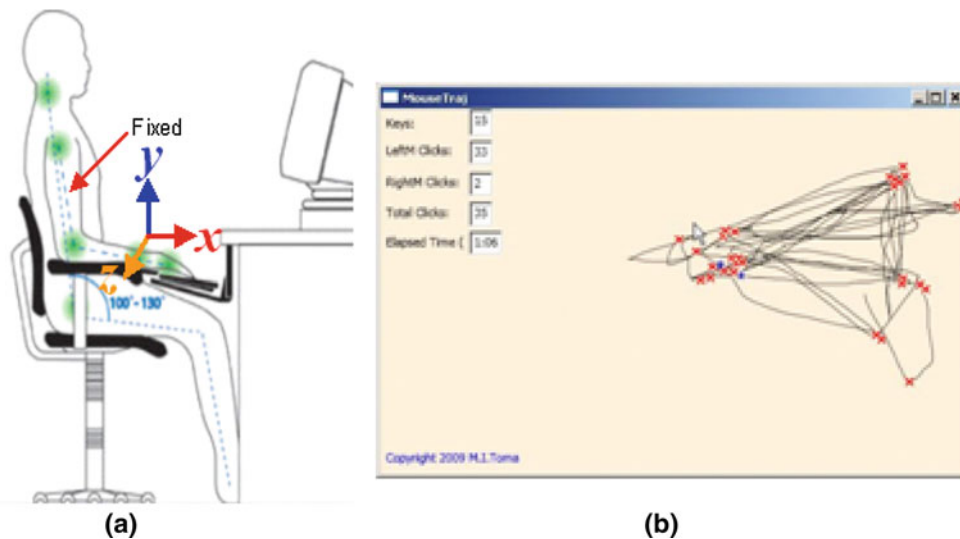 Fixed
y
x
z
100°-130°
(a)
MouseTraj
Keys: 15
LeftM Clicks: 33
RightM Clicks: 2
Total Clicks: 35
Elapsed Time ( 1:06
Copyright 2009 M.I.Toma
(b)